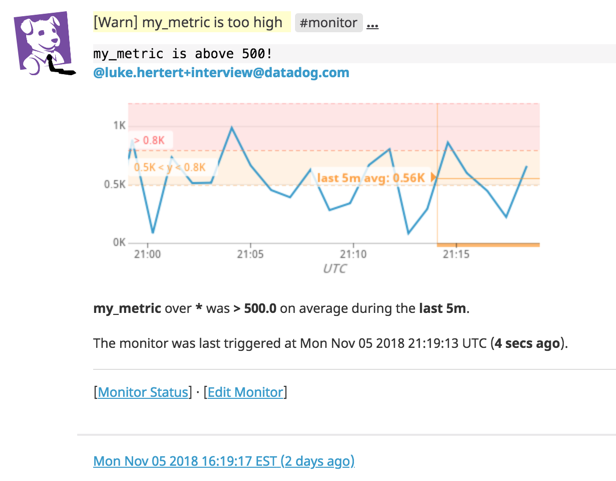 [Warn] my_metric is too high #monitor ...
my_metric is above 500!
@luke.hertert+interview@datadog.com
1K
> 0.8K
0.5K < y < 0.8K
last 5m avg: 0.56K
0.5K
0K
21:00 21:05 21:10 21:15
UTC
my_metric over * was > 500.0 on average during the last 5m.
The monitor was last triggered at Mon Nov 05 2018 21:19:13 UTC (4 secs ago).
[Monitor Status] · [Edit Monitor]
Mon Nov 05 2018 16:19:17 EST (2 days ago)